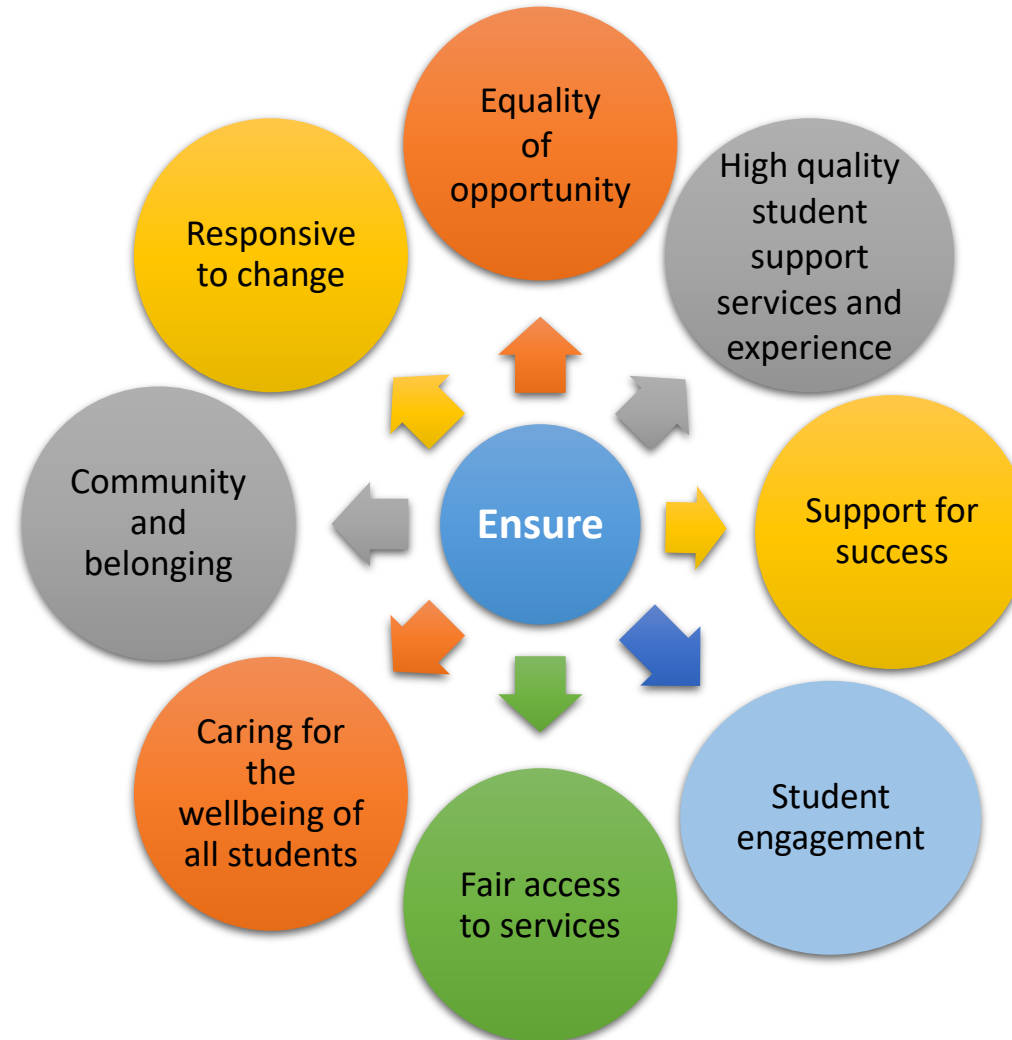 Equality
of
opportunity
High quality
student
support
services and
experience
Support for
success
Student
engagement
Fair access
to services
Caring for
the
wellbeing of
all students
Community
and
belonging
Responsive
to change
Ensure